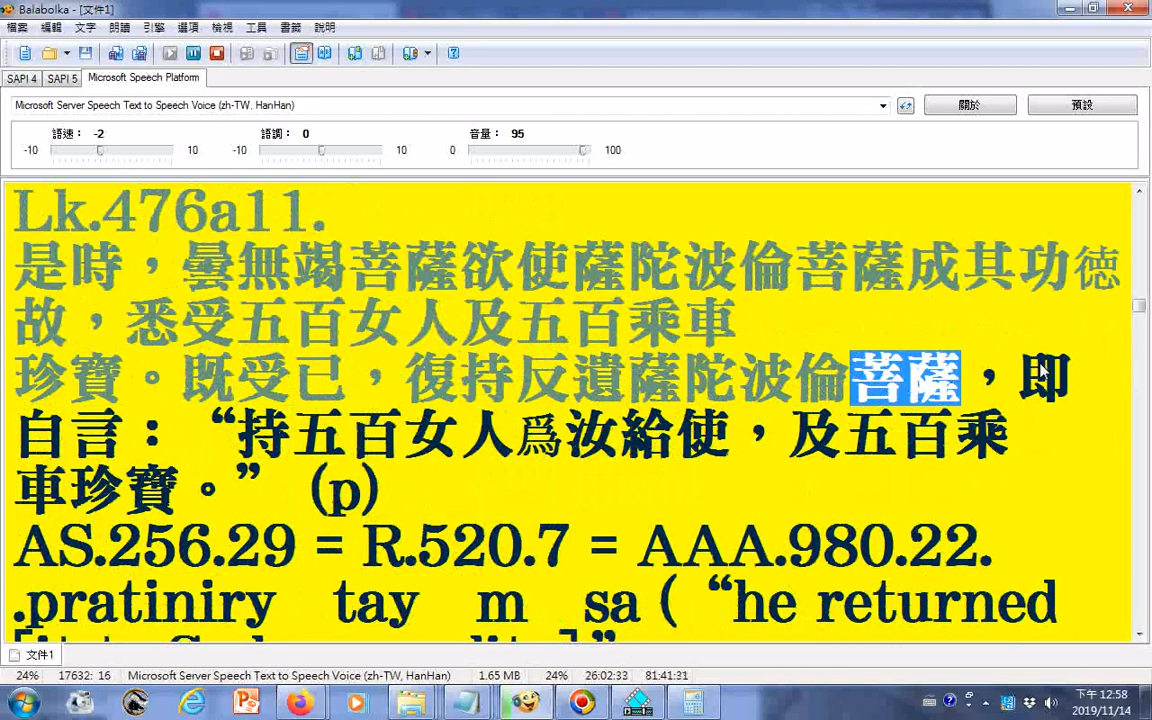 Balabolka - [文件1]
檔案 編輯 文字 朗讀 引擎 選項 檢視 工具 書籤 說明
SAPI 4 SAPI 5 Microsoft Speech Platform
Microsoft Server Speech Text to Speech Voice (zh-TW, HanHan) 關於 預設
語速： -2 語調： 0 音量： 95
-10 10 -10 10 0 100
Lk.476a11.
是時，曇無竭菩薩欲使薩陀波倫菩薩成其功徳
故，悉受五百女人及五百乘車
珍寶。既受已，復持反遺薩陀波倫菩薩，即
自言：“持五百女人爲汝給使，及五百乘
車珍寶。” (p)
AS.256.29 = R.520.7 = AAA.980.22.
.pratiniry tay m sa ( “he returned
文件1
24% 17632: 16 Microsoft Server Speech Text to Speech Voice (zh-TW, HanHan) 1.65 MB 24% 26:02:33 81:41:31
下午 12:58
2019/11/14